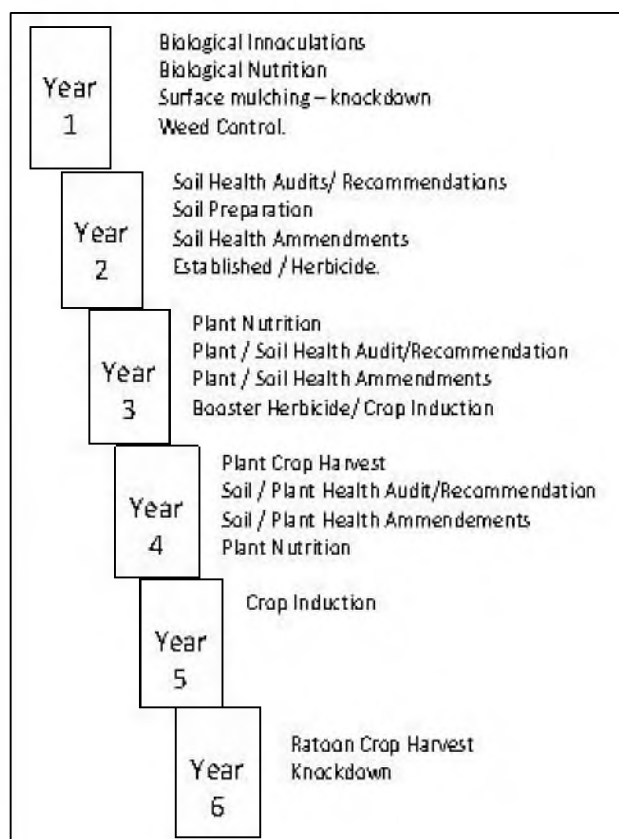 Year
1
Biological Innoculations
Biological Nutrition
Surface mulching – knockdown
Weed Control.
Year
2
Soil Health Audits/ Recommendations
Soil Preparation
Soil Health Ammendments
Established / Herbicide.
Year
3
Plant Nutrition
Plant / Soil Health Audit/Recommendation
Plant / Soil Health Ammendments
Booster Herbicide/ Crop Induction
Year
4
Plant Crop Harvest
Soil / Plant Health Audit/Recommendation
Soil / Plant Health Ammendements
Plant Nutrition
Year
5
Crop Induction
Year
6
Ratoon Crop Harvest
Knockdown